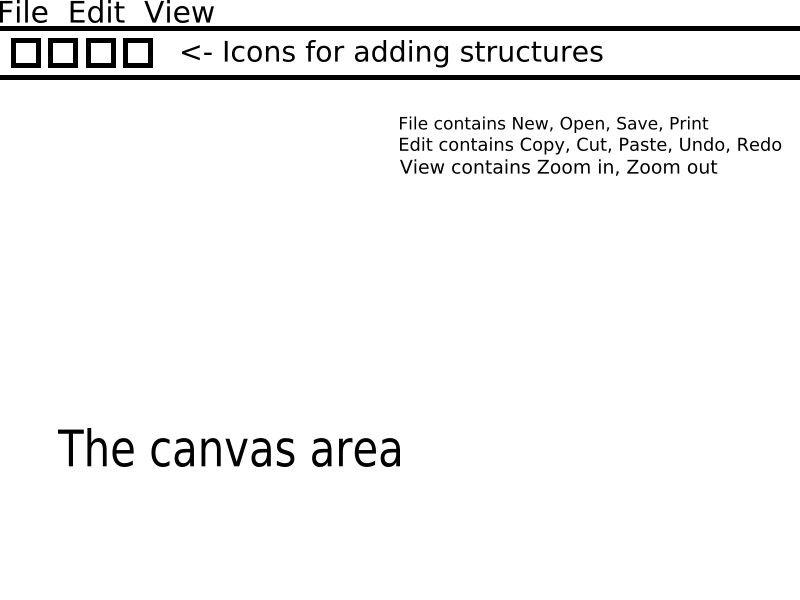 File Edit View
<- Icons for adding structures
File contains New, Open, Save, Print
Edit contains Copy, Cut, Paste, Undo, Redo
View contains Zoom in, Zoom out
The canvas area